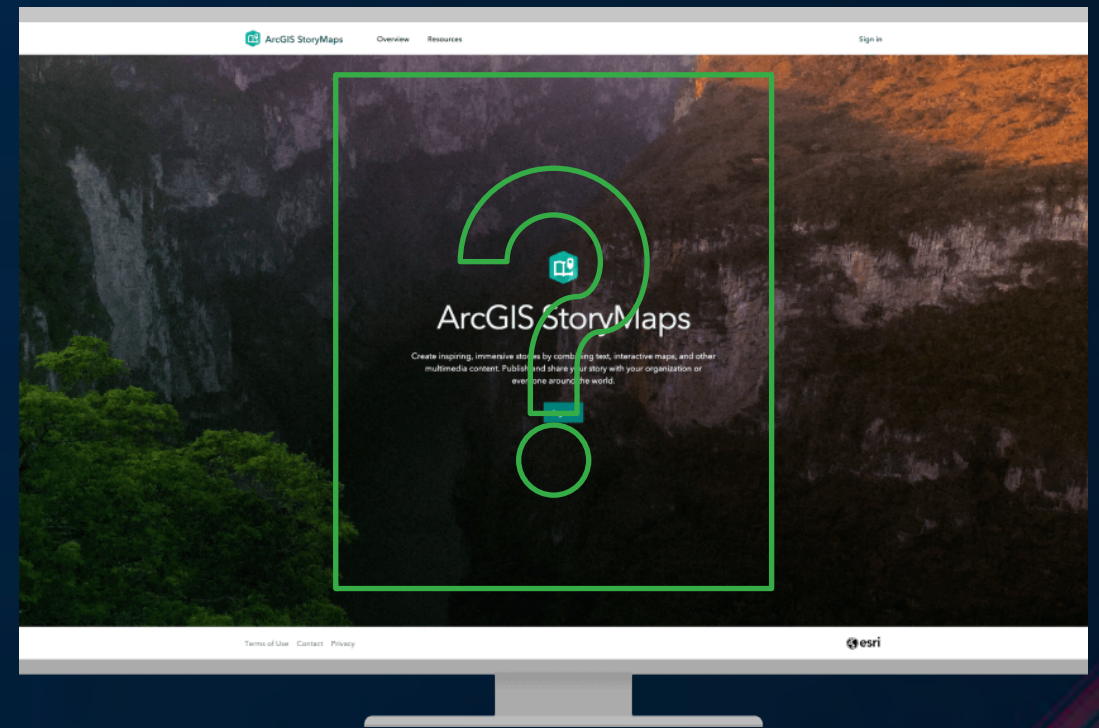 ArcGIS StoryMaps Overview Resources Sign in
ArcGIS StoryMaps
Create inspiring, immersive stories by combining text, interactive maps, and other
multimedia content. Publish and share your story with your organization or
everyone around the world.
?
Terms of Use Contact Privacy esri